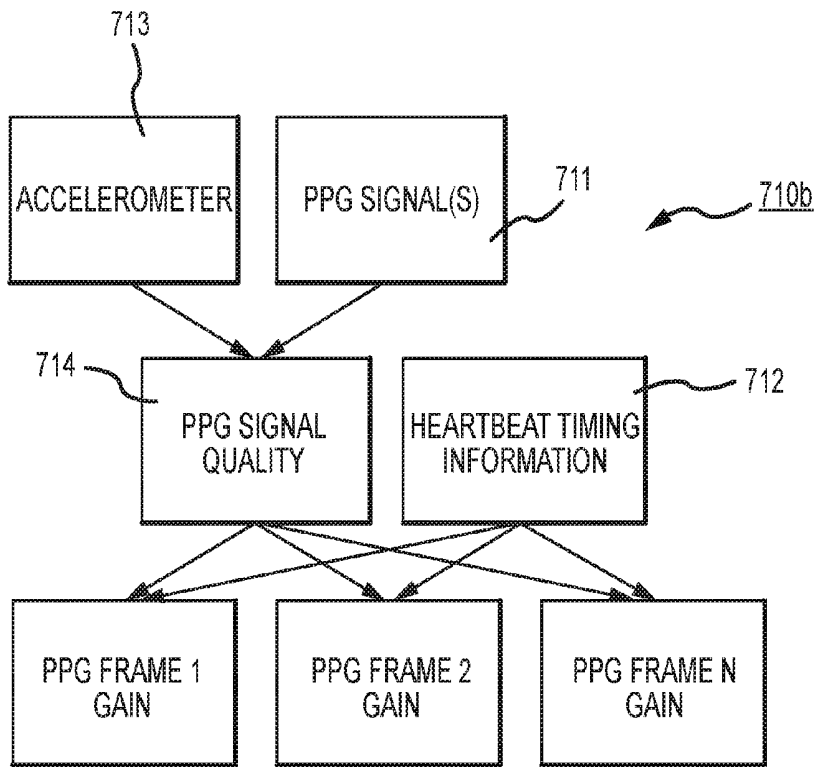 713
ACCELEROMETER
PPG SIGNAL(S)
711
710b
714
PPG SIGNAL
QUALITY
HEARTBEAT TIMING
INFORMATION
712
PPG FRAME 1
GAIN
PPG FRAME 2
GAIN
PPG FRAME N
GAIN